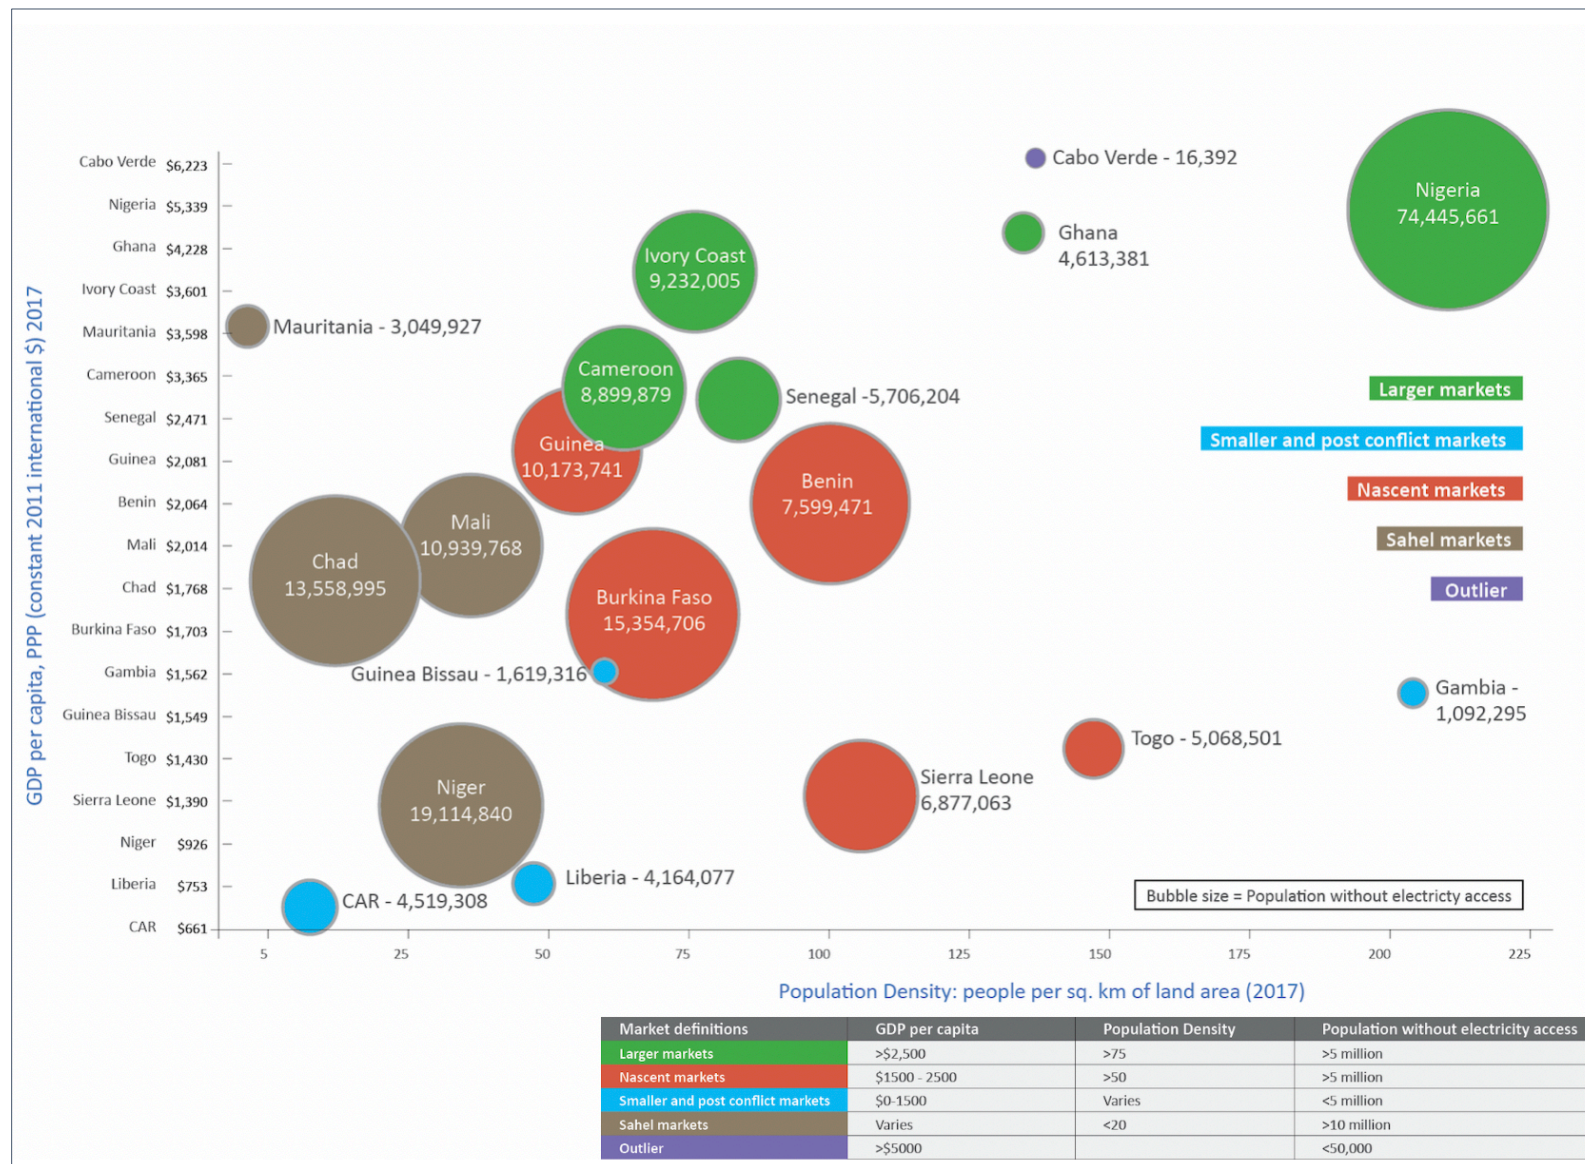 GDP per capita, PPP (constant 2011 international $) 2017
Cabo Verde $6,223
Nigeria $5,339
Ghana $4,228
Ivory Coast $3,601
Mauritania $3,598
Cameroon $3,365
Senegal $2,471
Guinea $2,081
Benin $2,064
Mali $2,014
Chad $1,768
Burkina Faso $1,703
Gambia $1,562
Guinea Bissau $1,549
Togo $1,430
Sierra Leone $1,390
Niger $926
Liberia $753
CAR $661
Cabo Verde - 16,392
Nigeria
74,445,661
Ghana
4,613,381
Ivory Coast
9,232,005
Mauritania - 3,049,927
Cameroon
8,899,879
Senegal -5,706,204
Guinea
10,173,741
Benin
7,599,471
Mali
10,939,768
Chad
13,558,995
Burkina Faso
15,354,706
Guinea Bissau - 1,619,316
Gambia -
1,092,295
Togo - 5,068,501
Niger
19,114,840
Sierra Leone
6,877,063
Liberia - 4,164,077
CAR - 4,519,308
Larger markets
Smaller and post conflict markets
Nascent markets
Sahel markets
Outlier
Bubble size = Population without electricty access
5 25 50 75 100 125 150 175 200 225
Population Density: people per sq. km of land area (2017)
Market definitions GDP per capita Population Density Population without electricity access
Larger markets >$2,500 >75 >5 million
Nascent markets $1500 - 2500 >50 >5 million
Smaller and post conflict markets $0-1500 Varies <5 million
Sahel markets Varies <20 >10 million
Outlier >$5000 <50,000